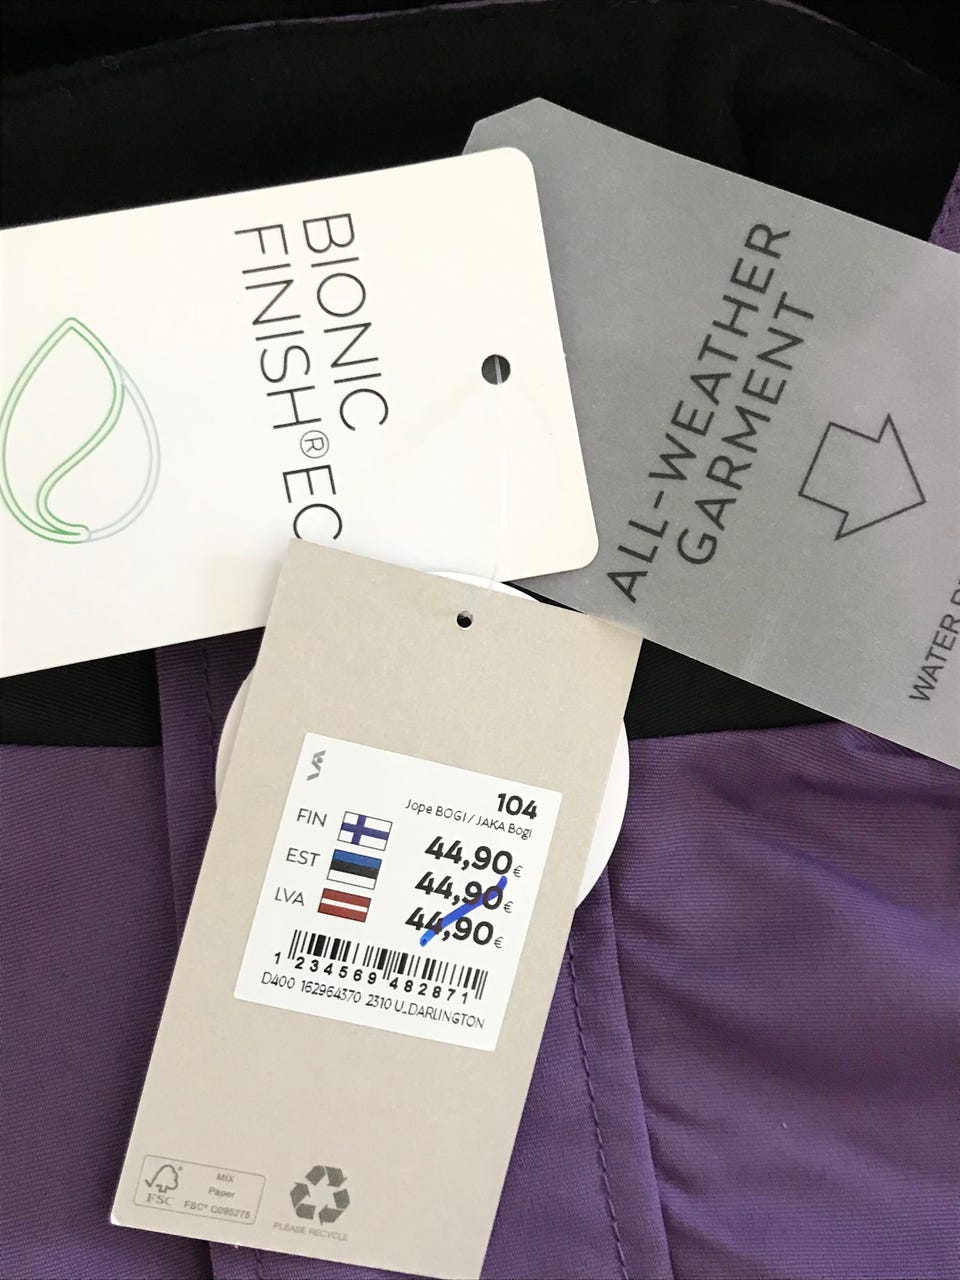 BIONIC
FINISH® EC
ALL-WEATHER
GARMENT
WATER
104
Jope BOGI / JAKA Bogi
FIN 44,90€
EST 44,90€
LVA 44,90€
1 234569 482871
D400 162964370 2310 U_DARLINGTON
FSC
MIX
Paper
FSC® C095275
PLEASE RECYCLE